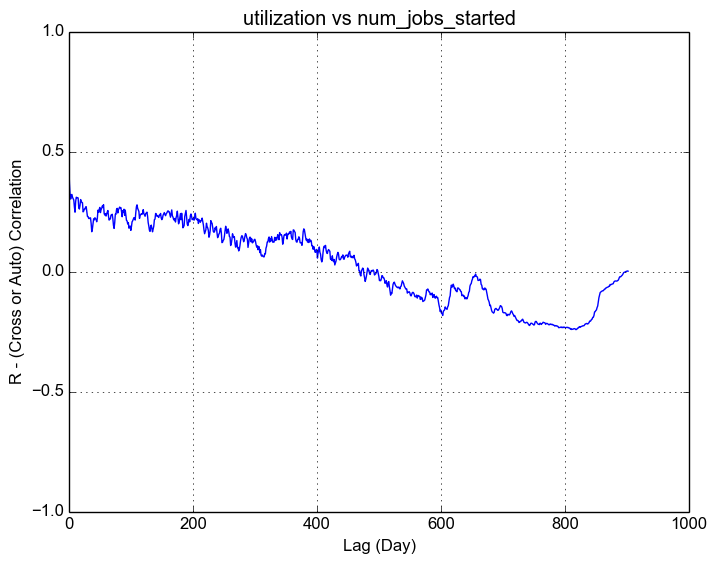 utilization vs num_jobs_started
R - (Cross or Auto) Correlation
1.0
0.5
0.0
−0.5
−1.0
0 200 400 600 800 1000
Lag (Day)